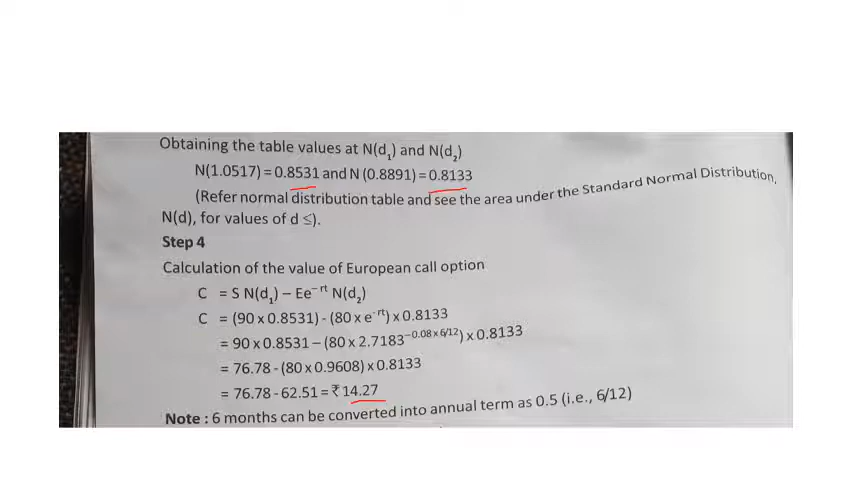 Obtaining the table values at N(d₁) and N(d₂)
N(1.0517) = 0.8531 and N (0.8891) = 0.8133
(Refer normal distribution table and see the area under the Standard Normal Distribution,
N(d), for values of d ≤).
Step 4
Calculation of the value of European call option
C = S N(d₁) – Ee⁻ʳᵗ N(d₂)
C = (90 x 0.8531) - (80 x e⁻ʳᵗ) x 0.8133
= 90 x 0.8531 – (80 x 2.7183^–0.08 x 6/12) x 0.8133
= 76.78 - (80 x 0.9608) x 0.8133
= 76.78 - 62.51 = ₹ 14.27
Note : 6 months can be converted into annual term as 0.5 (i.e., 6/12)